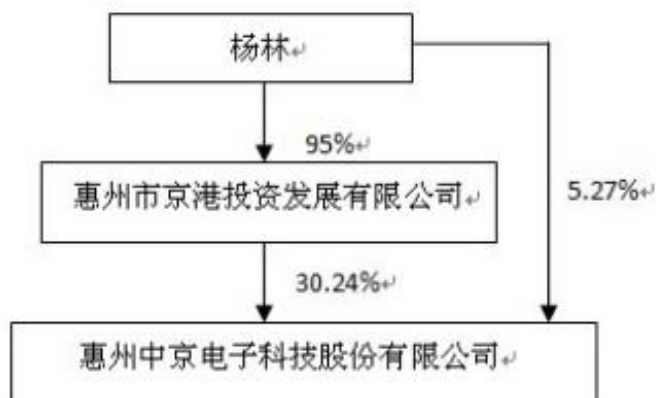 杨林
95%
惠州市京港投资发展有限公司
5.27%
30.24%
惠州中京电子科技股份有限公司